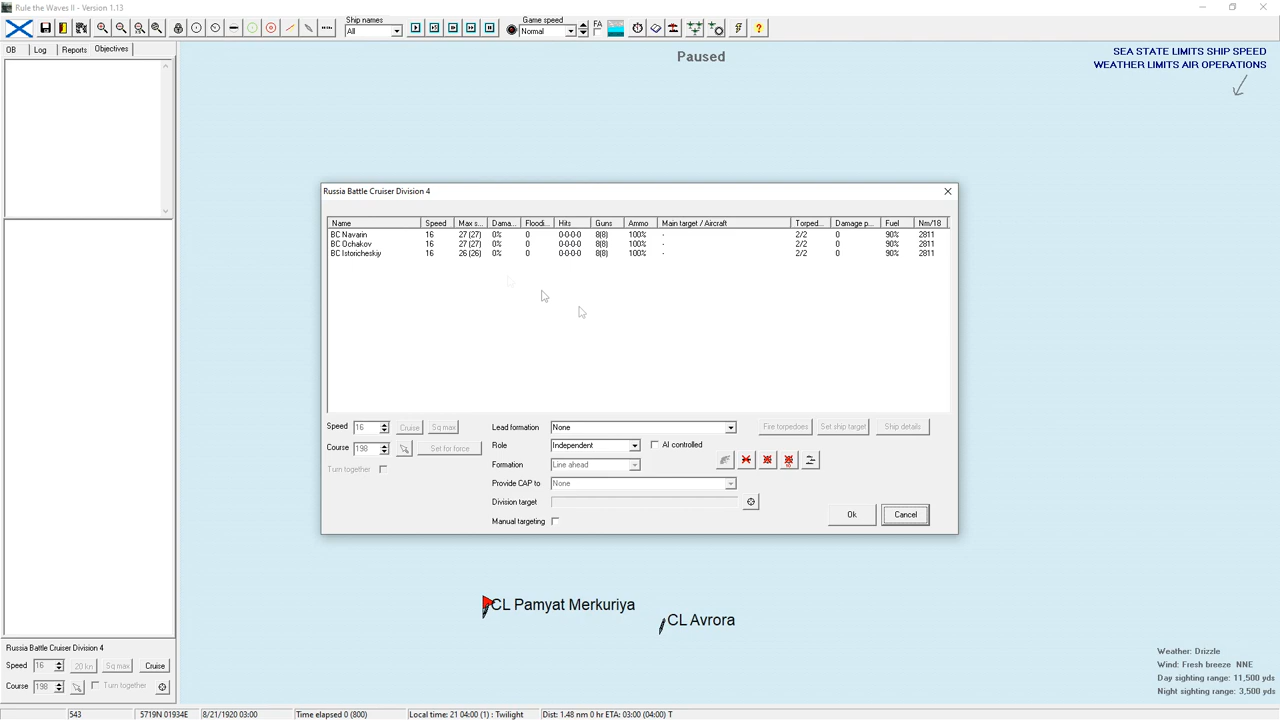 Rule the Waves II - Version 1.13
Ship names
All
Game speed
Normal
FA
OB Log Reports Objectives
Paused
SEA STATE LIMITS SHIP SPEED
WEATHER LIMITS AIR OPERATIONS
Russia Battle Cruiser Division 4
Name Speed Max s... Dama... Floodi... Hits Guns Ammo Main target / Aircraft Torped... Damage p... Fuel Nm/18
BC Navarin 16 27 (27) 0% 0 0-0-0-0 8(8) 100% - 2/2 0 90% 2811
BC Ochakov 16 27 (27) 0% 0 0-0-0-0 8(8) 100% - 2/2 0 90% 2811
BC Istoricheskiy 16 26 (26) 0% 0 0-0-0-0 8(8) 100% - 2/2 0 90% 2811
Speed 16 Cruise Sq max Lead formation None Fire torpedoes Set ship target Ship details
Course 198 Set for force Role Independent AI controlled
Turn together Formation Line ahead
Provide CAP to None
Division target
Manual targeting
Ok Cancel
CL Pamyat Merkuriya
CL Avrora
Russia Battle Cruiser Division 4
Speed 16 20 kn Sq max Cruise
Course 198 Turn together
Weather: Drizzle
Wind: Fresh breeze NNE
Day sighting range: 11,500 yds
Night sighting range: 3,500 yds
543 5719N 01934E 8/21/1920 03:00 Time elapsed 0 (800) Local time: 21 04:00 (1) : Twilight Dist: 1.48 nm 0 hr ETA: 03:00 (04:00) T